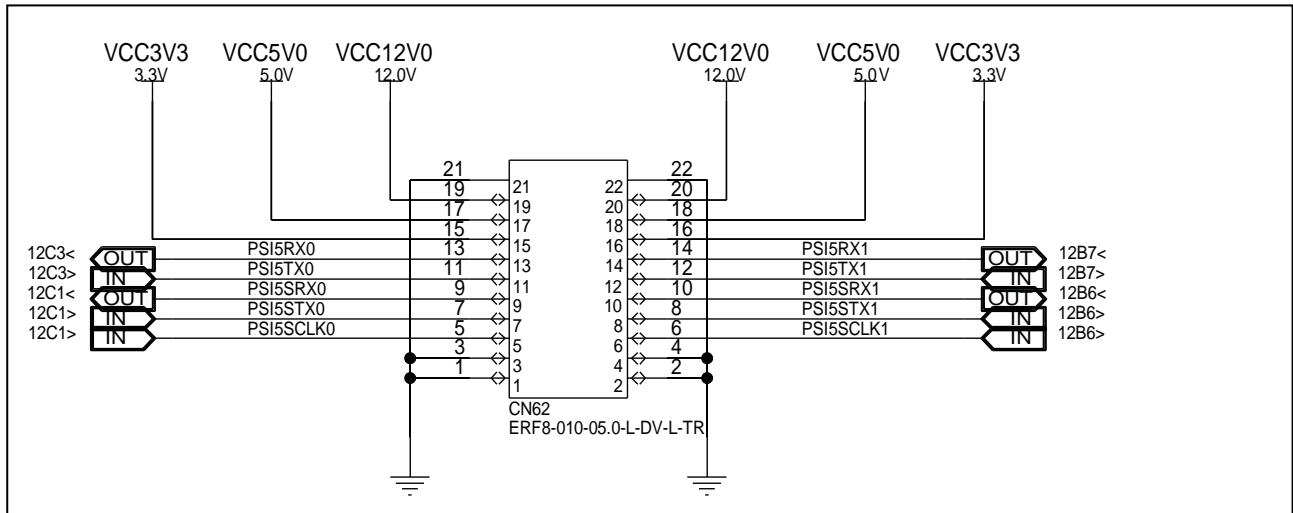 VCC3V3 VCC5V0 VCC12V0 VCC12V0 VCC5V0 VCC3V3
3.3V 5.0V 12.0V 12.0V 5.0V 3.3V
21 22
21 22
19 20
19 20
17 18
17 18
15 16
15 16
12C3< OUT PSI5RX0 13 14 PSI5RX1 OUT 12B7<
13 14
12C3> IN PSI5TX0 11 12 PSI5TX1 IN 12B7>
11 12
12C1< OUT PSI5SRX0 9 10 PSI5SRX1 OUT 12B6<
9 10
12C1> IN PSI5STX0 7 8 PSI5STX1 IN 12B6>
7 8
12C1> IN PSI5SCLK0 5 6 PSI5SCLK1 IN 12B6>
5 6
3 4
3 4
1 2
1 2
CN62
ERF8-010-05.0-L-DV-L-TR